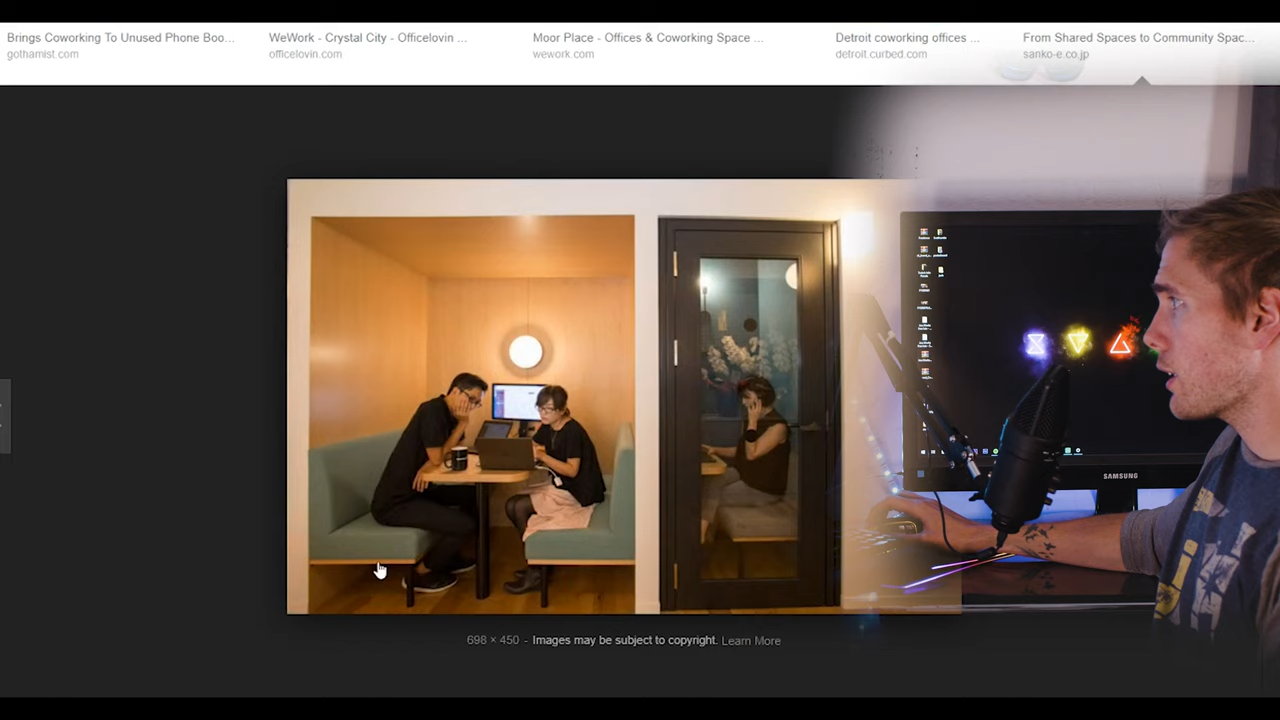 Brings Coworking To Unused Phone Boo...
gothamist.com
WeWork - Crystal City - Officelovin ...
officelovin.com
Moor Place - Offices & Coworking Space ...
wework.com
Detroit coworking offices ...
detroit.curbed.com
From Shared Spaces to Community Spac...
sanko-e.co.jp
SAMSUNG
698 × 450 - Images may be subject to copyright. Learn More